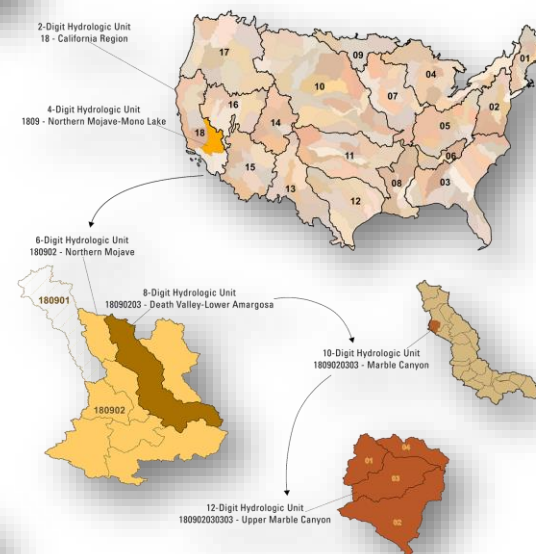 2-Digit Hydrologic Unit
18 - California Region
17
09
01
04
10
07
02
4-Digit Hydrologic Unit
1809 - Northern Mojave-Mono Lake
16
18
14
05
06
11
15
03
13
08
12
6-Digit Hydrologic Unit
180902 - Northern Mojave
180901
8-Digit Hydrologic Unit
18090203 - Death Valley-Lower Amargosa
10-Digit Hydrologic Unit
1809020303 - Marble Canyon
180902
04
01
03
02
12-Digit Hydrologic Unit
180902030303 - Upper Marble Canyon